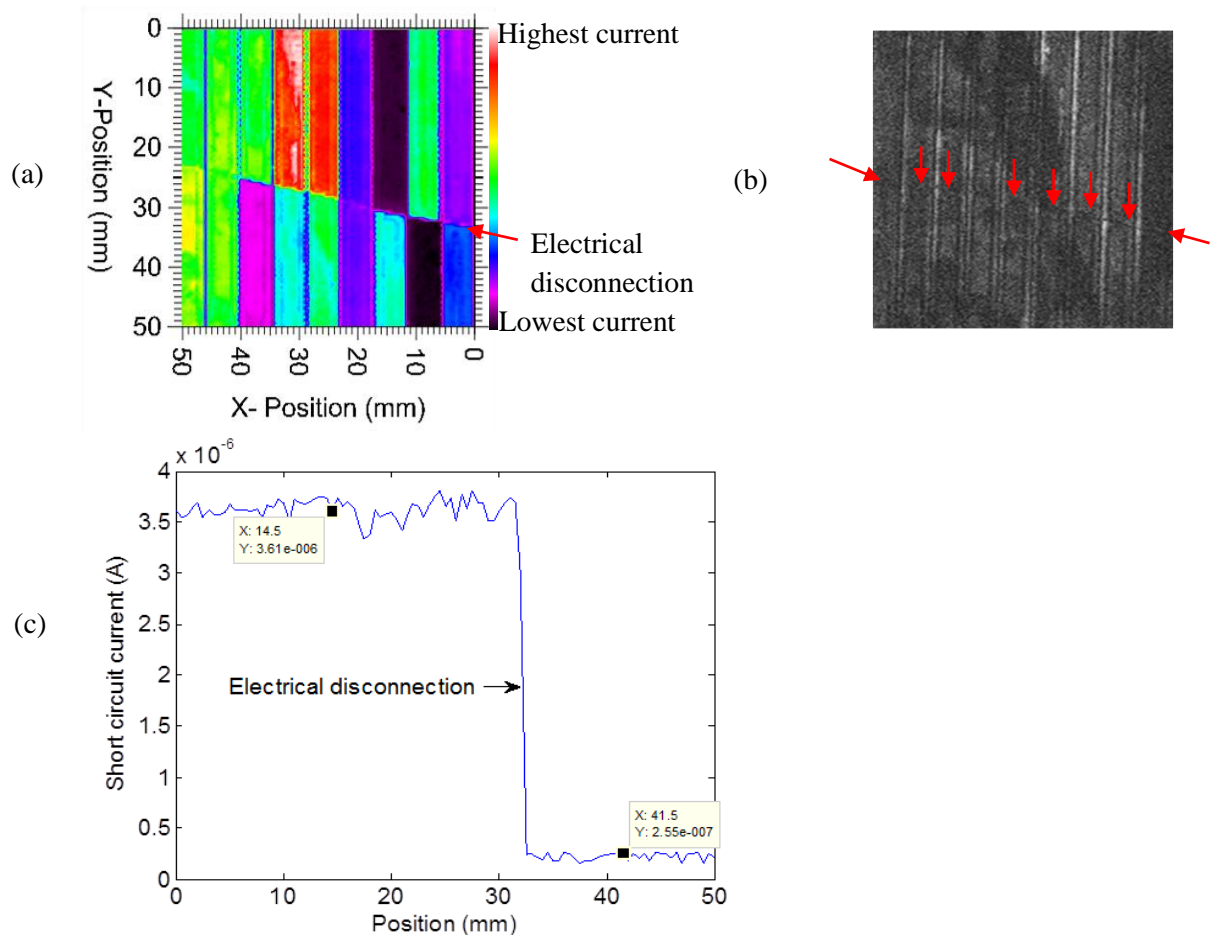 (a)
0
10
20
30
40
50
Y-Position (mm)
50
40
30
20
10
0
X- Position (mm)
Highest current
Electrical
disconnection
Lowest current
(b)
(c)
x 10^-6
4
3.5
3
2.5
2
1.5
1
0.5
0
Short circuit current (A)
X: 14.5
Y: 3.61e-006
Electrical disconnection
X: 41.5
Y: 2.55e-007
0
10
20
30
40
50
Position (mm)